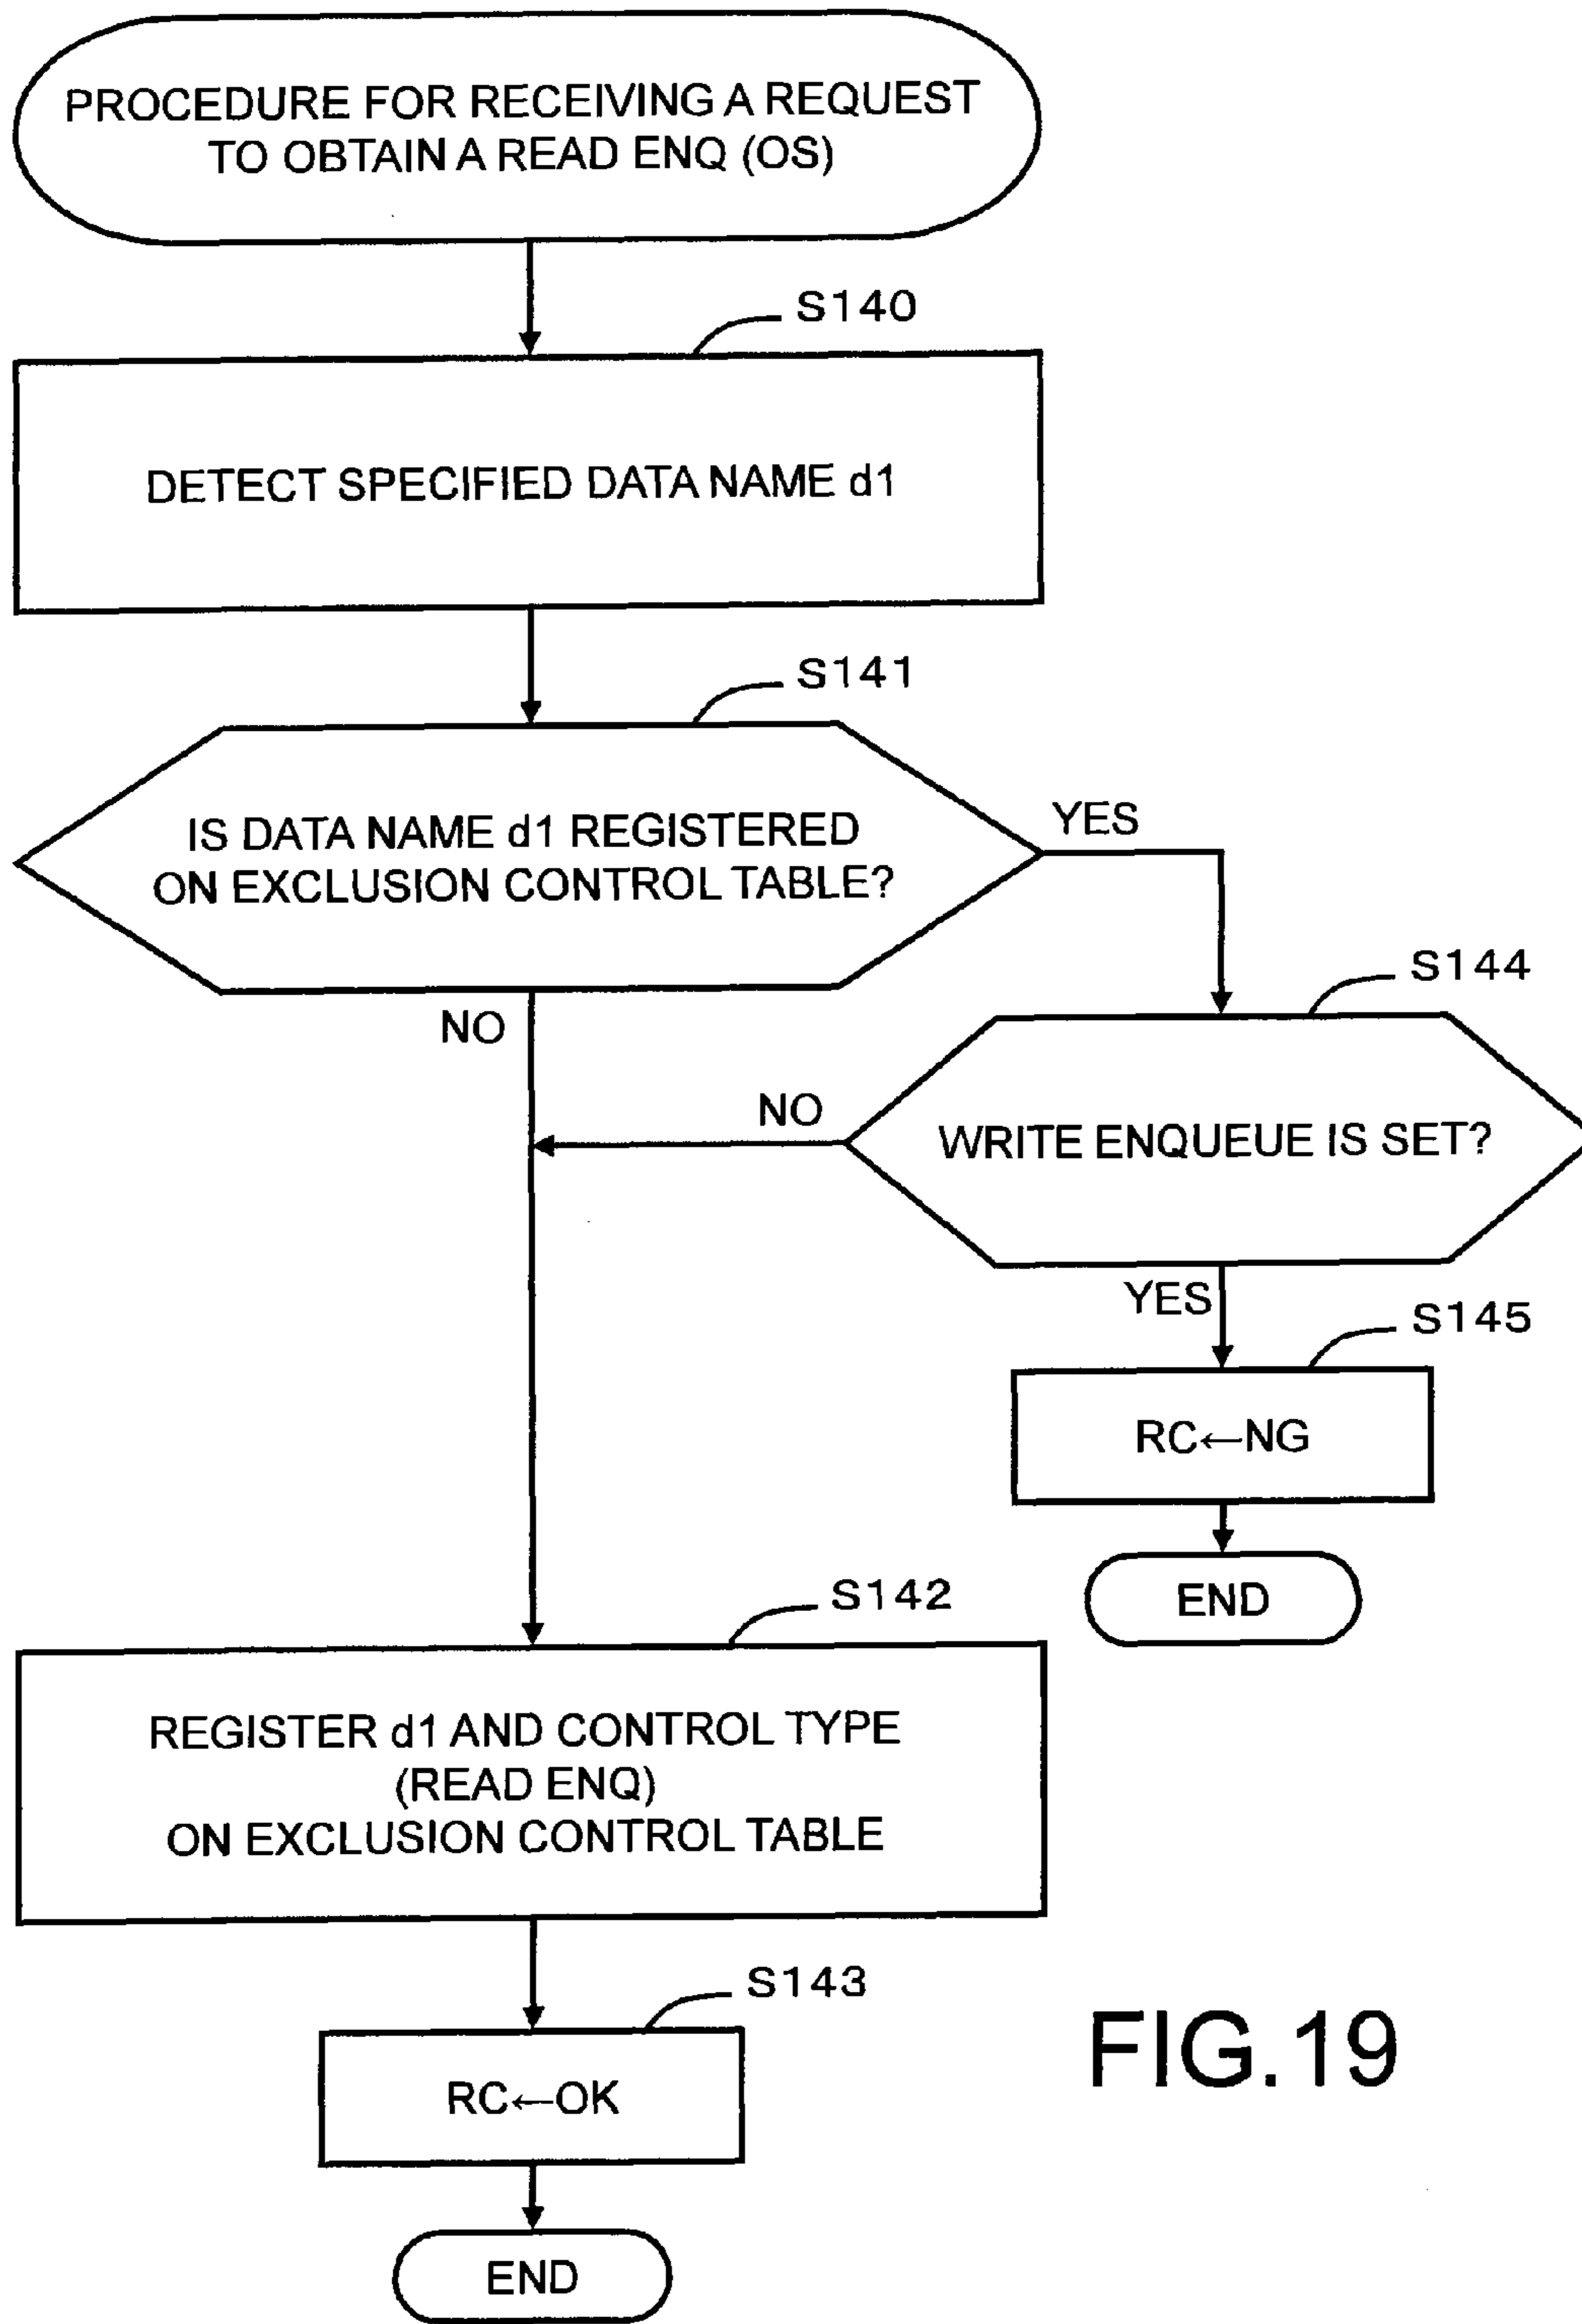 PROCEDURE FOR RECEIVING A REQUEST
TO OBTAIN A READ ENQ (OS)
S140
DETECT SPECIFIED DATA NAME d1
S141
IS DATA NAME d1 REGISTERED
ON EXCLUSION CONTROL TABLE?
YES
NO
S144
NO
WRITE ENQUEUE IS SET?
YES
S145
RC←NG
END
S142
REGISTER d1 AND CONTROL TYPE
(READ ENQ)
ON EXCLUSION CONTROL TABLE
S143
RC←OK
END
FIG.19